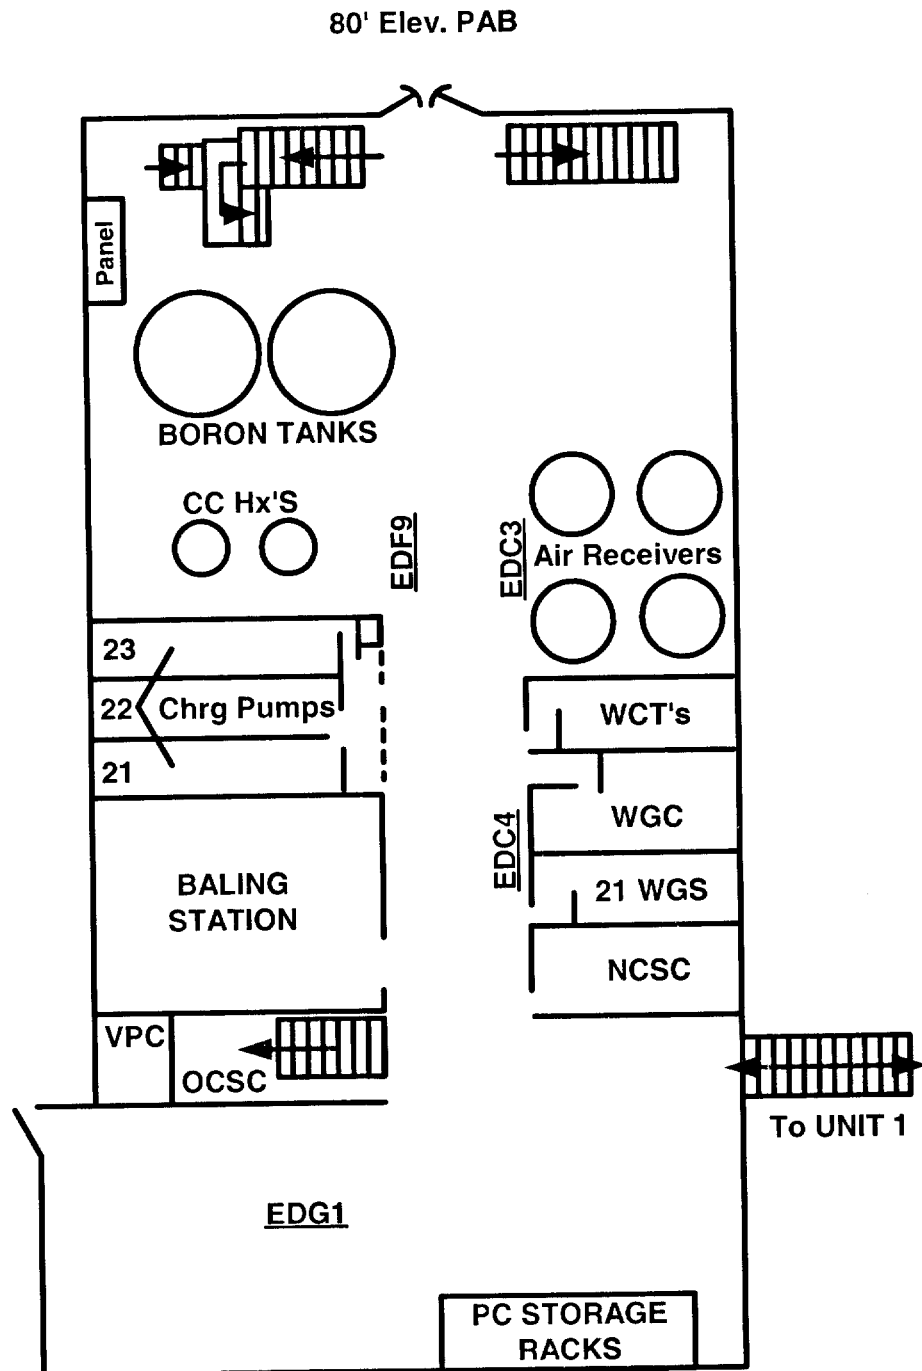 80' Elev. PAB
Panel
BORON TANKS
CC Hx'S
EDF9
EDC3
Air Receivers
23
22 Chrg Pumps
21
WCT's
WGC
EDC4
BALING
STATION
21 WGS
NCSC
VPC
OCSC
To UNIT 1
EDG1
PC STORAGE
RACKS